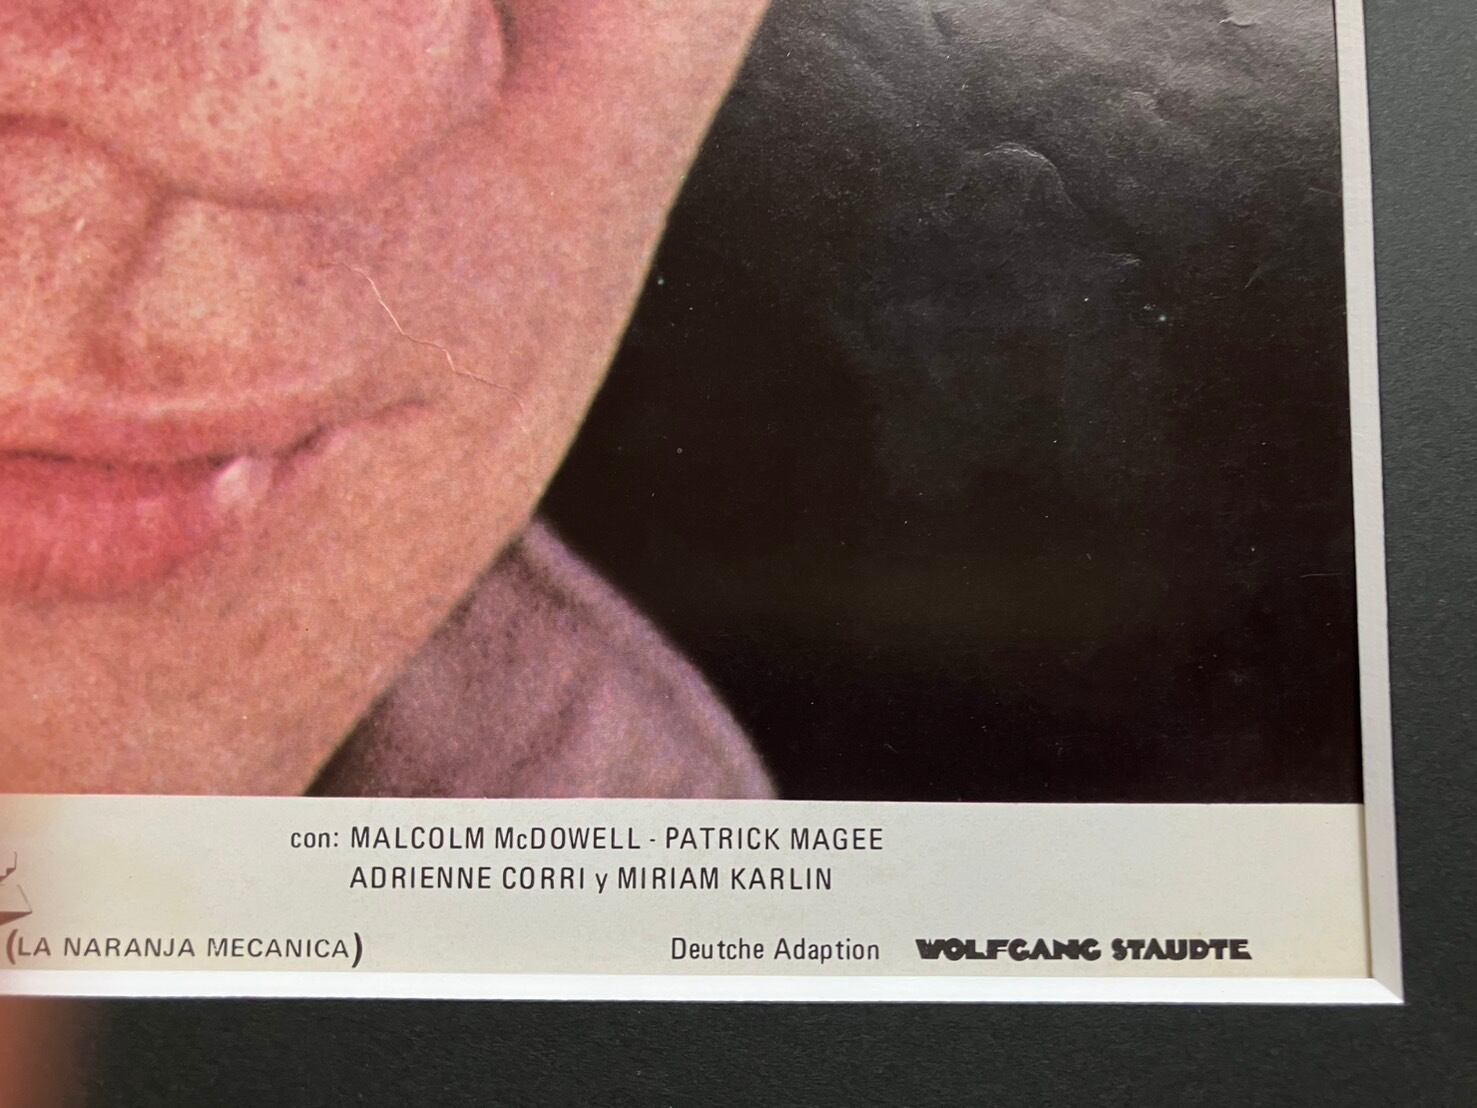 con: MALCOLM McDOWELL - PATRICK MAGEE
ADRIENNE CORRI y MIRIAM KARLIN
(LA NARANJA MECANICA)
Deutche Adaption WOLFGANG STAUDTE